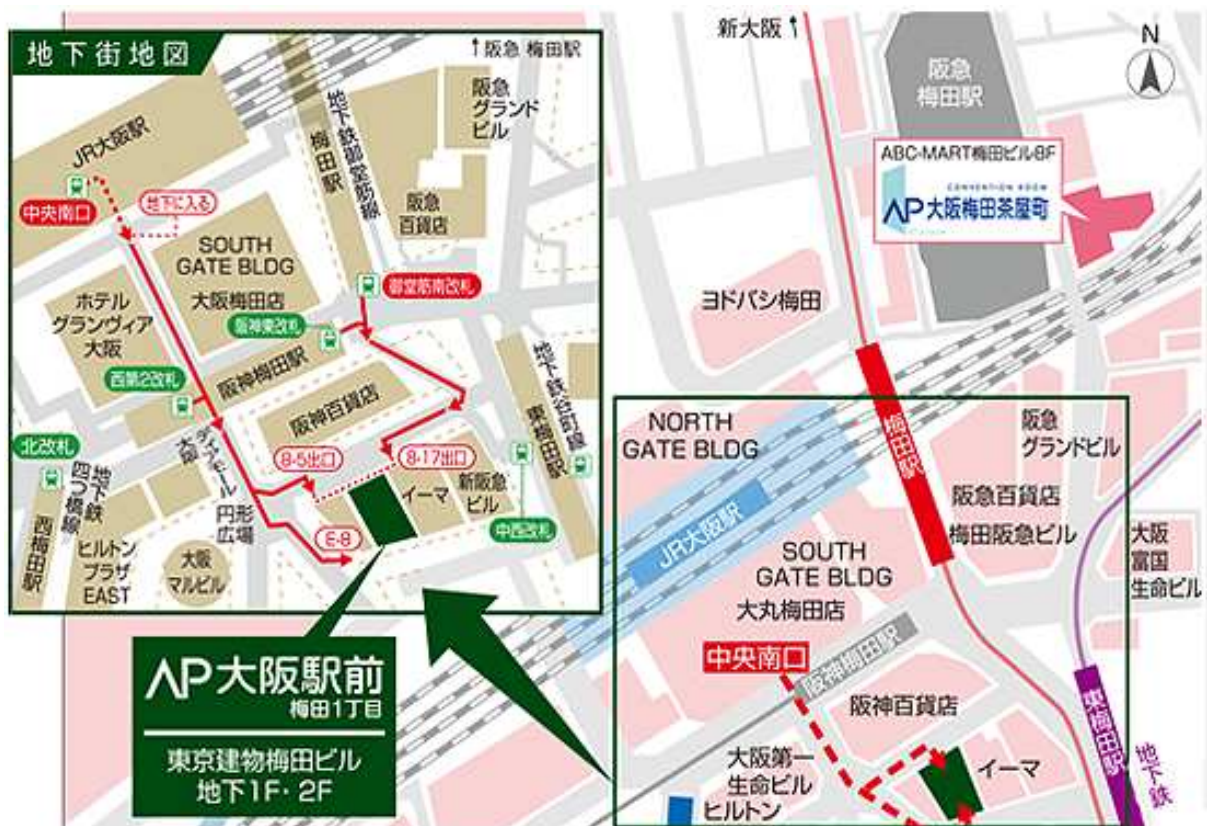 地下街地図
↑阪急 梅田駅
JR大阪駅
中央南口
地下に入る
梅田駅
地下鉄御堂筋線
阪急
グランド
ビル
阪急
百貨店
SOUTH
GATE BLDG
大阪梅田店
ホテル
グランヴィア
大阪
御堂筋南改札
阪神東改札
西第2改札
阪神梅田駅
阪神百貨店
地下鉄谷町線
東梅田駅
北改札
地下鉄
四つ橋線
西梅田駅
ディアモール
大阪
円形
広場
8-5出口
8-17出口
イーマ
新阪急
ビル
中西改札
E-8
ヒルトン
プラザ
EAST
大阪
マルビル
AP大阪駅前
梅田1丁目
東京建物梅田ビル
地下1F・2F
新大阪
N
阪急
梅田駅
ABC-MART梅田ビル8F
CONVENTION ROOM
AP大阪梅田茶屋町
ヨドバシ梅田
梅田駅
NORTH
GATE BLDG
阪急
グランドビル
阪急百貨店
梅田阪急ビル
JR大阪駅
SOUTH
GATE BLDG
大丸梅田店
大阪
富国
生命ビル
中央南口
阪神梅田駅
阪神百貨店
大阪第一
生命ビル
ヒルトン
イーマ
東梅田駅
地下鉄